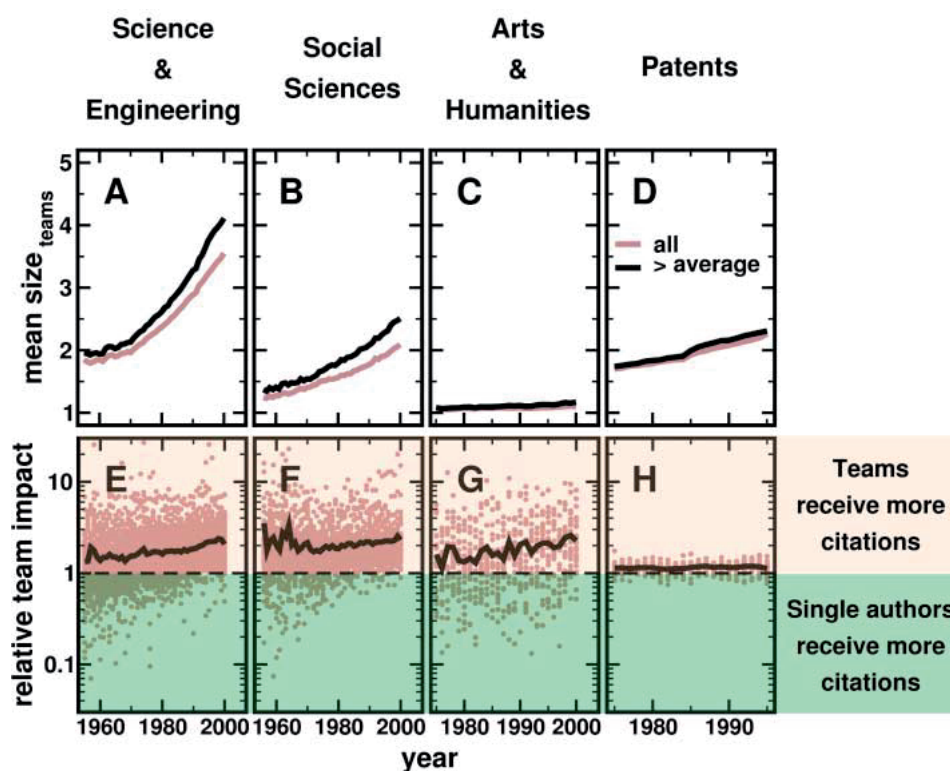 Science
&
Engineering
Social
Sciences
Arts
&
Humanities
Patents
mean size teams
5
4
3
2
1
A
B
C
D
all
> average
relative team impact
10
1
0.1
E
F
G
H
Teams
receive more
citations
Single authors
receive more
citations
1960 1980 2000
1960 1980 2000
1980 1990 2000
1980 1990
year